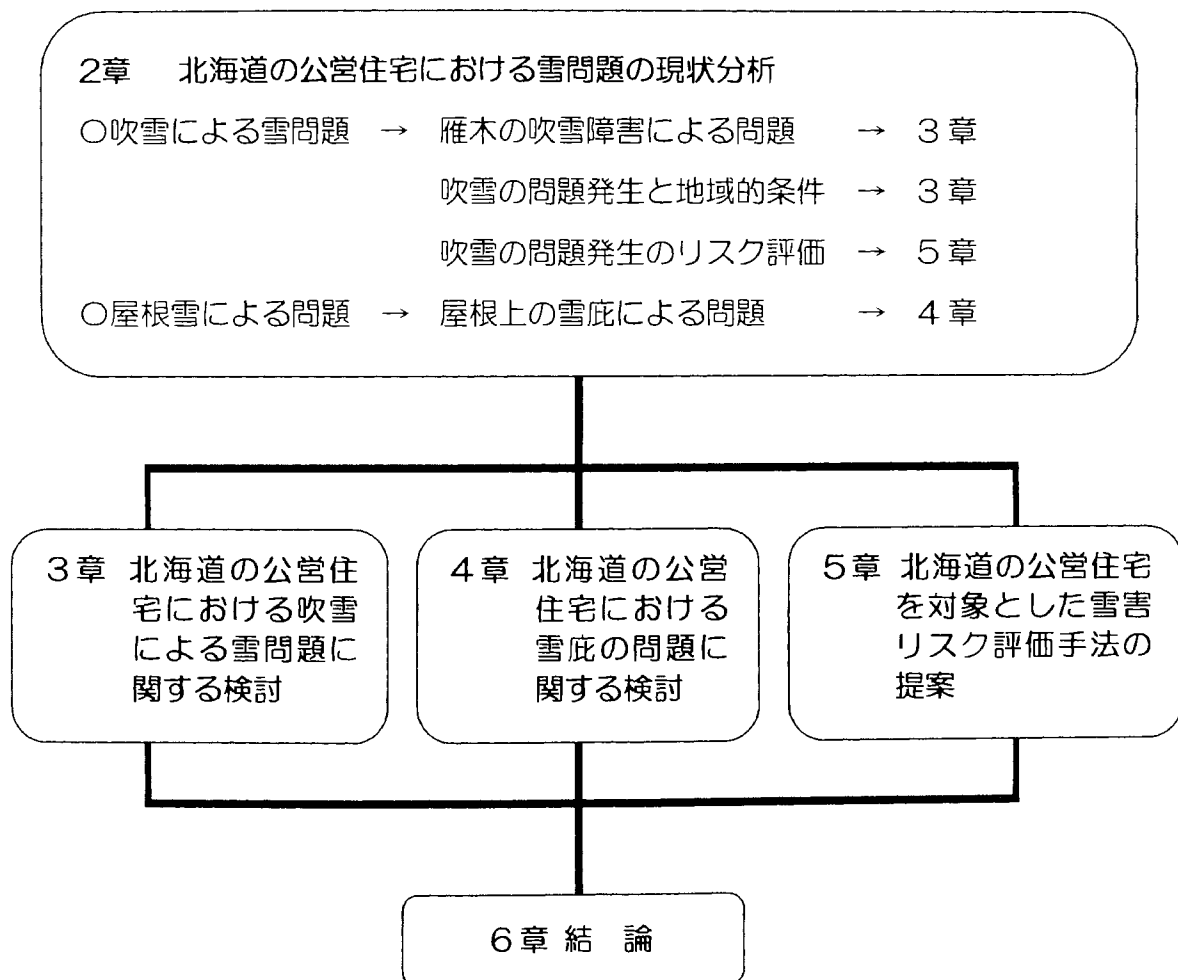 2章 北海道の公営住宅における雪問題の現状分析
○吹雪による雪問題 → 雁木の吹雪障害による問題 → 3章
吹雪の問題発生と地域的条件 → 3章
吹雪の問題発生のリスク評価 → 5章
○屋根雪による問題 → 屋根上の雪庇による問題 → 4章
3章 北海道の公営住
宅における吹雪
による雪問題に
関する検討
4章 北海道の公営
住宅における
雪庇の問題に
関する検討
5章 北海道の公営住宅
を対象とした雪害
リスク評価手法の
提案
6章 結 論